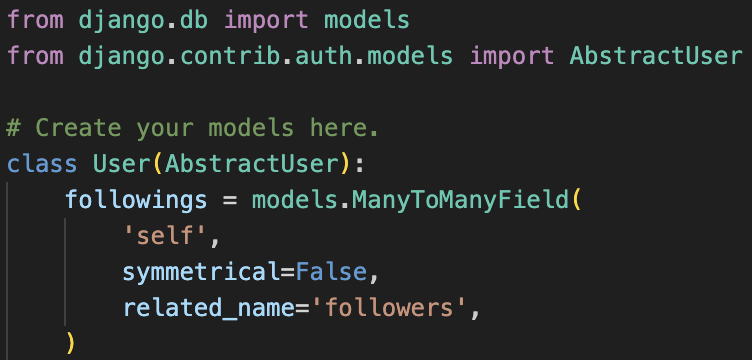 from django.db import models
from django.contrib.auth.models import AbstractUser

# Create your models here.
class User(AbstractUser):
    followings = models.ManyToManyField(
        'self',
        symmetrical=False,
        related_name='followers',
    )